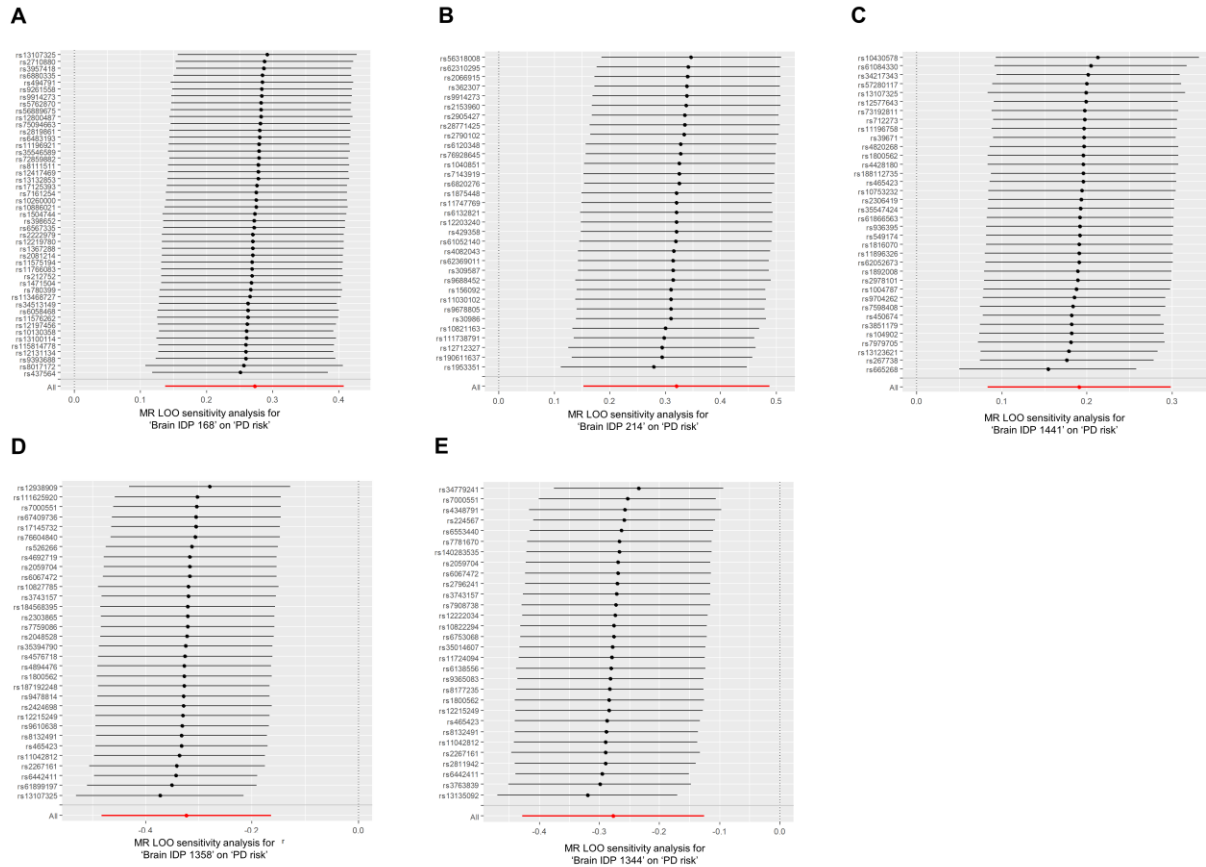 A
rs13107325
rs2710880
rs3957418
rs6880335
rs494791
rs9261558
rs9914273
rs5762870
rs56889675
rs12800487
rs75094663
rs2819861
rs6483193
rs11196921
rs35546589
rs72859882
rs8111511
rs12417469
rs13132853
rs17125393
rs7161254
rs10260000
rs10886021
rs1504744
rs398652
rs6567335
rs2222979
rs12219780
rs1367288
rs2081214
rs11575194
rs11766083
rs212752
rs1471504
rs780399
rs113468727
rs34513149
rs6058468
rs11576262
rs12197456
rs10130358
rs13100114
rs115814778
rs12131134
rs9393688
rs8017172
rs437564
All
0.0 0.1 0.2 0.3 0.4
MR LOO sensitivity analysis for
'Brain IDP 168' on 'PD risk'
B
rs56318008
rs62310295
rs2066915
rs362307
rs9914273
rs2153960
rs2905427
rs28771425
rs2790102
rs6120348
rs76928645
rs1040851
rs7143919
rs6820276
rs1875448
rs11747769
rs6132821
rs12203240
rs429358
rs61052140
rs4082043
rs62369011
rs309587
rs9688452
rs156092
rs11030102
rs9678805
rs30986
rs10821163
rs111738791
rs12712327
rs190611637
rs1953351
All
0.0 0.1 0.2 0.3 0.4 0.5
MR LOO sensitivity analysis for
'Brain IDP 214' on 'PD risk'
C
rs10430578
rs61084330
rs34217343
rs57280117
rs13107325
rs12577643
rs73192811
rs712273
rs11196758
rs39671
rs4820268
rs1800562
rs4428180
rs188112735
rs465423
rs10753232
rs2306419
rs35547424
rs61866563
rs936395
rs549174
rs1816070
rs11896326
rs62052673
rs1892008
rs2978101
rs1004787
rs9704262
rs7598408
rs450674
rs3851179
rs104902
rs7979705
rs13123621
rs267738
rs665268
All
0.0 0.1 0.2 0.3
MR LOO sensitivity analysis for
'Brain IDP 1441' on 'PD risk'
D
rs12938909
rs111625920
rs7000551
rs67409736
rs17145732
rs76604840
rs526266
rs4692719
rs2059704
rs6067472
rs10827785
rs3743157
rs184568395
rs2303865
rs7759086
rs2048528
rs35394790
rs4576718
rs4894476
rs1800562
rs187192248
rs9478814
rs2424698
rs12215249
rs9610638
rs8132491
rs465423
rs11042812
rs2267161
rs6442411
rs61899197
rs13107325
All
-0.4 -0.2 0.0
MR LOO sensitivity analysis for r
'Brain IDP 1358' on 'PD risk'
E
rs34779241
rs7000551
rs4348791
rs224567
rs6553440
rs7781670
rs140283535
rs2059704
rs6067472
rs2796241
rs3743157
rs7908738
rs12222034
rs10822294
rs6753068
rs35014607
rs11724094
rs6138556
rs9365083
rs8177235
rs1800562
rs12215249
rs465423
rs8132491
rs11042812
rs2267161
rs2811942
rs6442411
rs3763839
rs13135092
All
-0.4 -0.3 -0.2 -0.1 0.0
MR LOO sensitivity analysis for
'Brain IDP 1344' on 'PD risk'